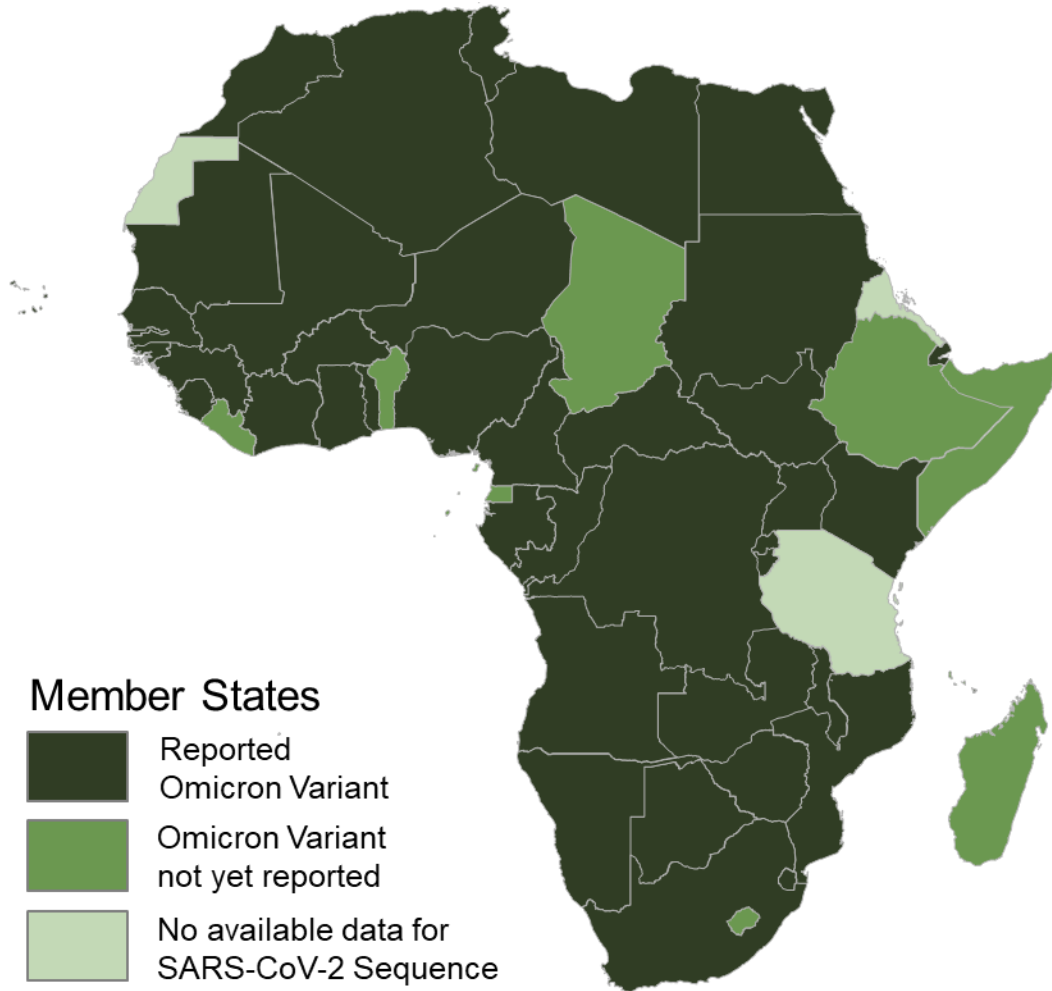 Member States
Reported
Omicron Variant
Omicron Variant
not yet reported
No available data for
SARS-CoV-2 Sequence